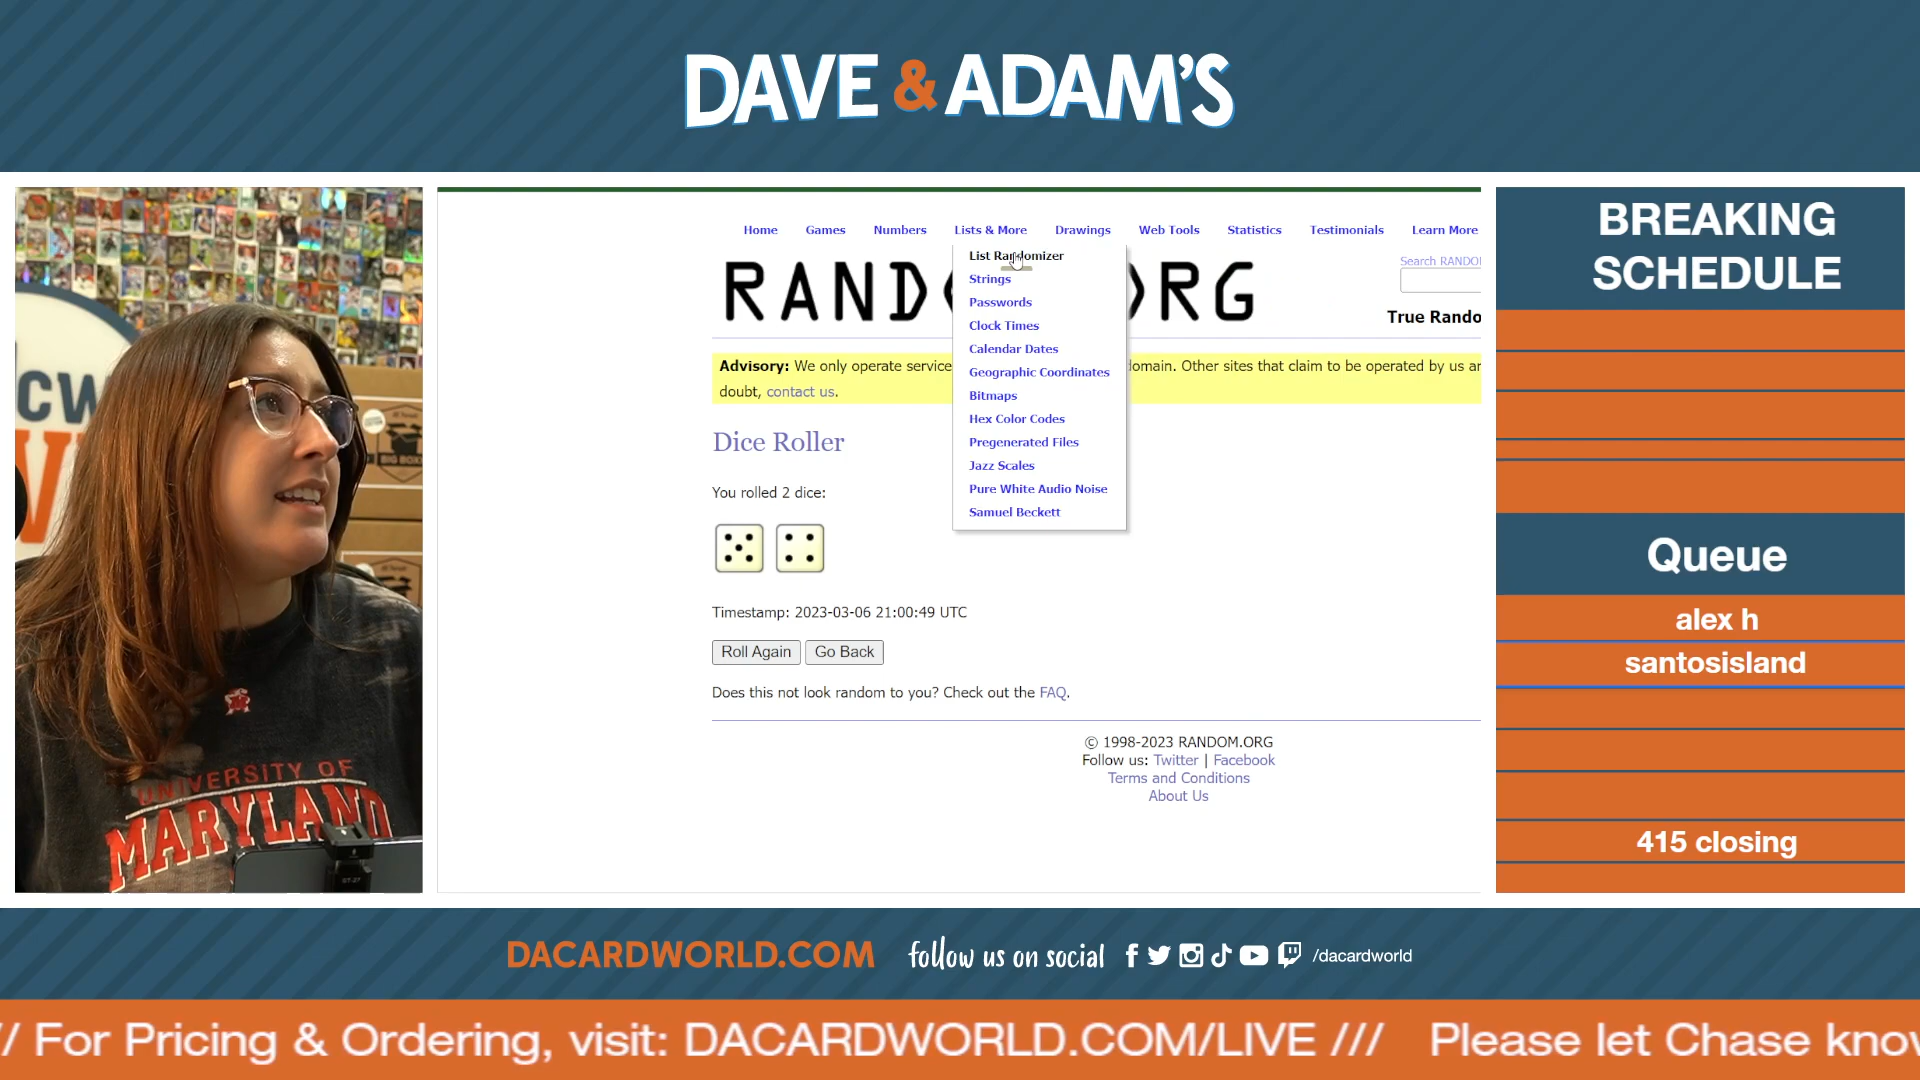 DAVE & ADAM'S
CW
W
UNIVERSITY OF
MARYLAND
Home Games Numbers Lists & More Drawings Web Tools Statistics Testimonials Learn More
List Randomizer
Strings
Passwords
Clock Times
Calendar Dates
Geographic Coordinates
Bitmaps
Hex Color Codes
Pregenerated Files
Jazz Scales
Pure White Audio Noise
Samuel Beckett
RAND ORG
Search RANDO
True Rando
Advisory: We only operate service domain. Other sites that claim to be operated by us ar
doubt, contact us.
Dice Roller
You rolled 2 dice:
Timestamp: 2023-03-06 21:00:49 UTC
Roll Again Go Back
Does this not look random to you? Check out the FAQ.
© 1998-2023 RANDOM.ORG
Follow us: Twitter | Facebook
Terms and Conditions
About Us
BREAKING
SCHEDULE
Queue
alex h
santosisland
415 closing
DACARDWORLD.COM follow us on social /dacardworld
// For Pricing & Ordering, visit: DACARDWORLD.COM/LIVE /// Please let Chase know